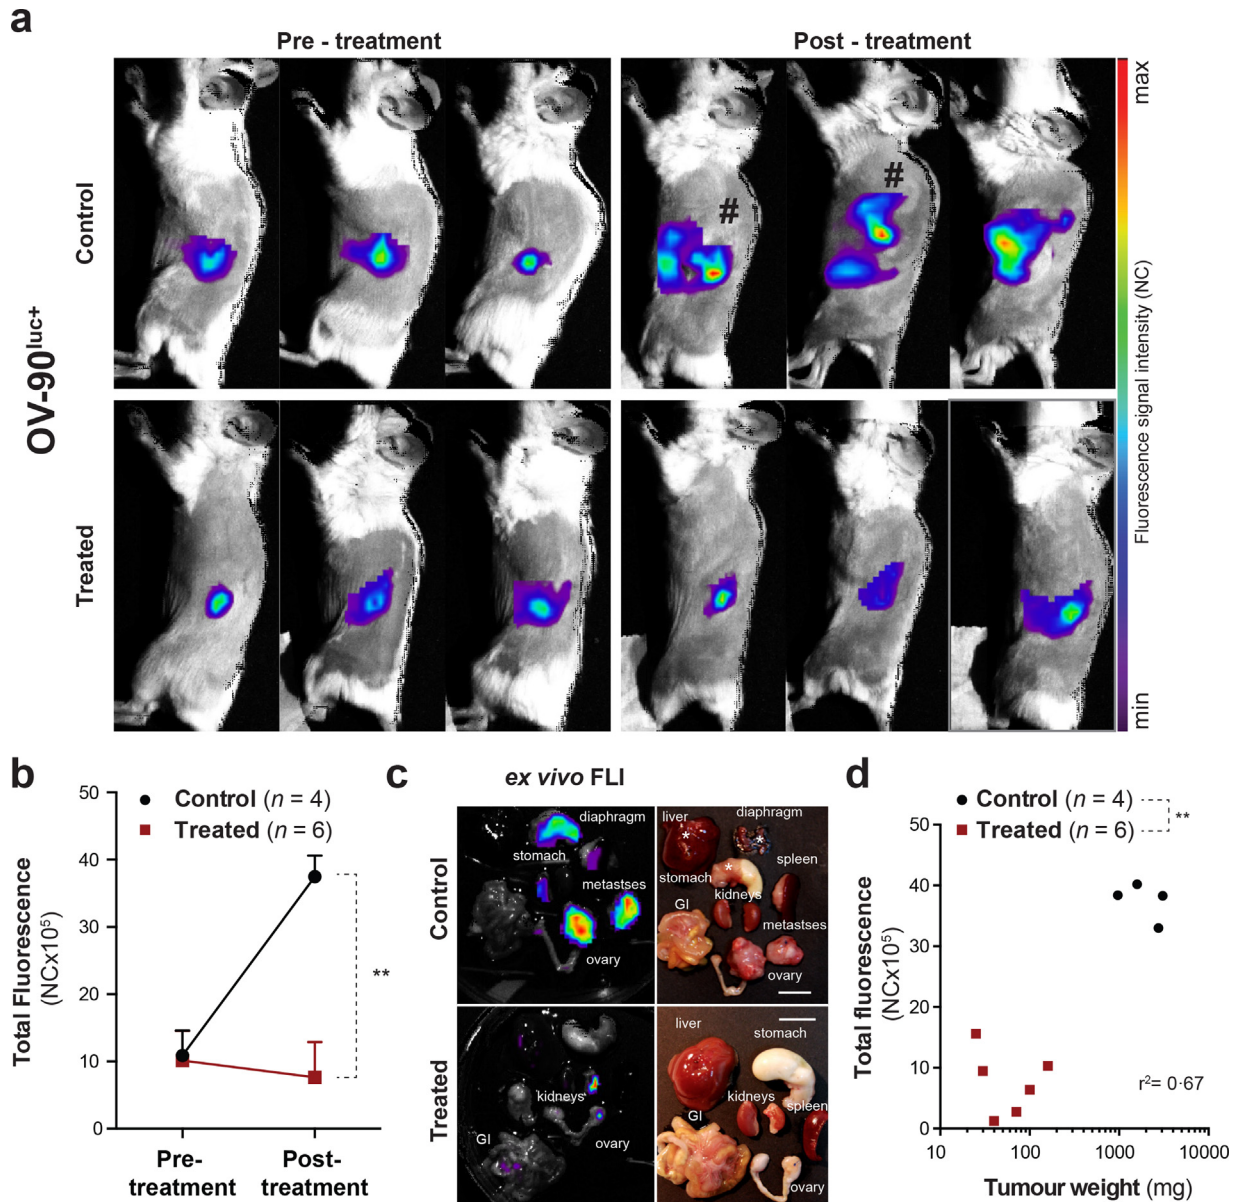 a
Pre - treatment
Post - treatment
OV-90luc+
Control
#
#
Treated
max
Fluorescence signal intensity (NC)
min
b
Control (n = 4)
Treated (n = 6)
Total Fluorescence
(NCx10⁵)
50
40
30
20
10
0
**
Pre-
treatment
Post-
treatment
c
ex vivo FLI
Control
diaphragm
stomach
metastses
ovary
liver
diaphragm
*
*
*
spleen
stomach
kidneys
GI
metastses
ovary
Treated
kidneys
GI
ovary
liver
stomach
kidneys
spleen
GI
ovary
d
Control (n = 4)
Treated (n = 6)
**
Total fluorescence
(NCx10⁵)
50
40
30
20
10
0
r²= 0·67
10
100
1000
10000
Tumour weight (mg)